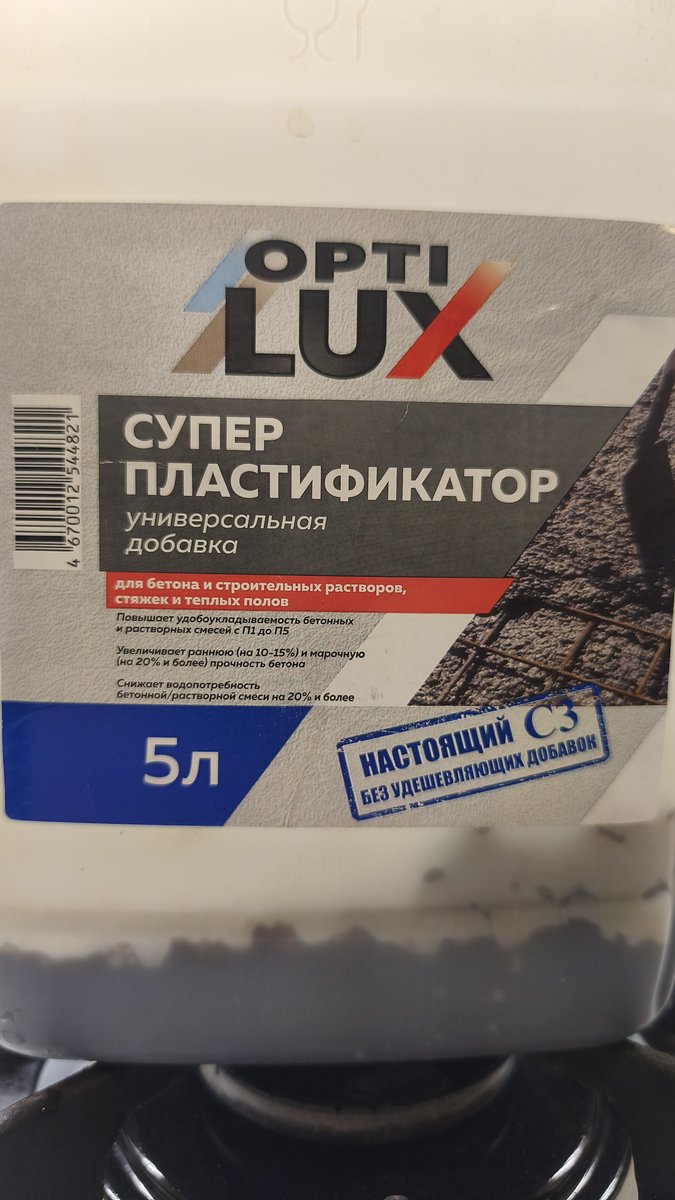 OPTI
LUX
СУПЕР
ПЛАСТИФИКАТОР
универсальная
добавка
для бетона и строительных растворов,
стяжек и теплых полов
Повышает удобоукладываемость бетонных
и растворных смесей с П1 до П5
Увеличивает раннюю (на 10-15%) и марочную
(на 20% и более) прочность бетона
Снижает водопотребность
бетонной/растворной смеси на 20% и более
5л
НАСТОЯЩИЙ С3
БЕЗ УДЕШЕВЛЯЮЩИХ ДОБАВОК
4 670012 544821